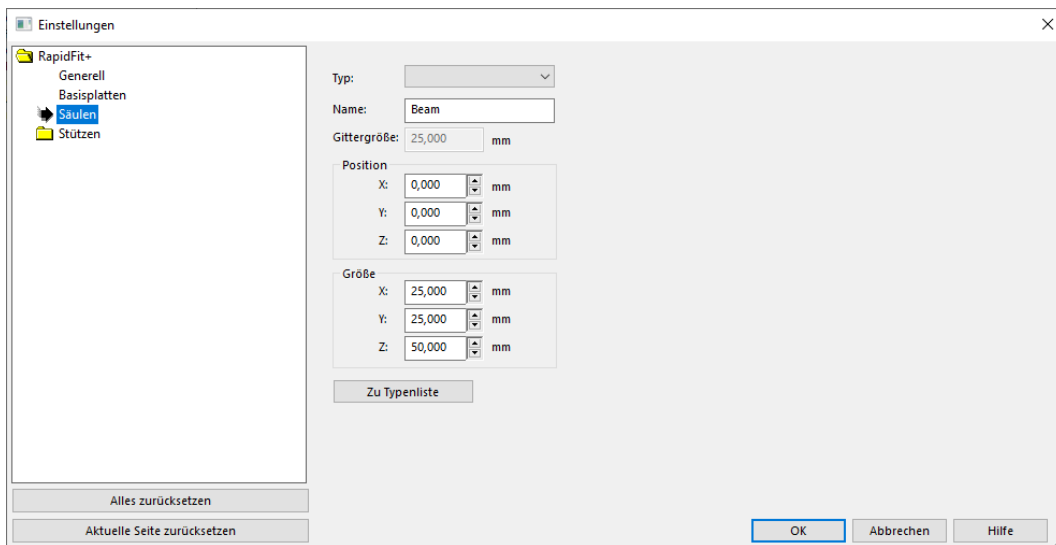 Einstellungen
RapidFit+
Generell
Basisplatten
Säulen
Stützen
Typ:
Name: Beam
Gittergröße: 25,000 mm
Position
X: 0,000 mm
Y: 0,000 mm
Z: 0,000 mm
Größe
X: 25,000 mm
Y: 25,000 mm
Z: 50,000 mm
Zu Typenliste
Alles zurücksetzen
Aktuelle Seite zurücksetzen
OK Abbrechen Hilfe